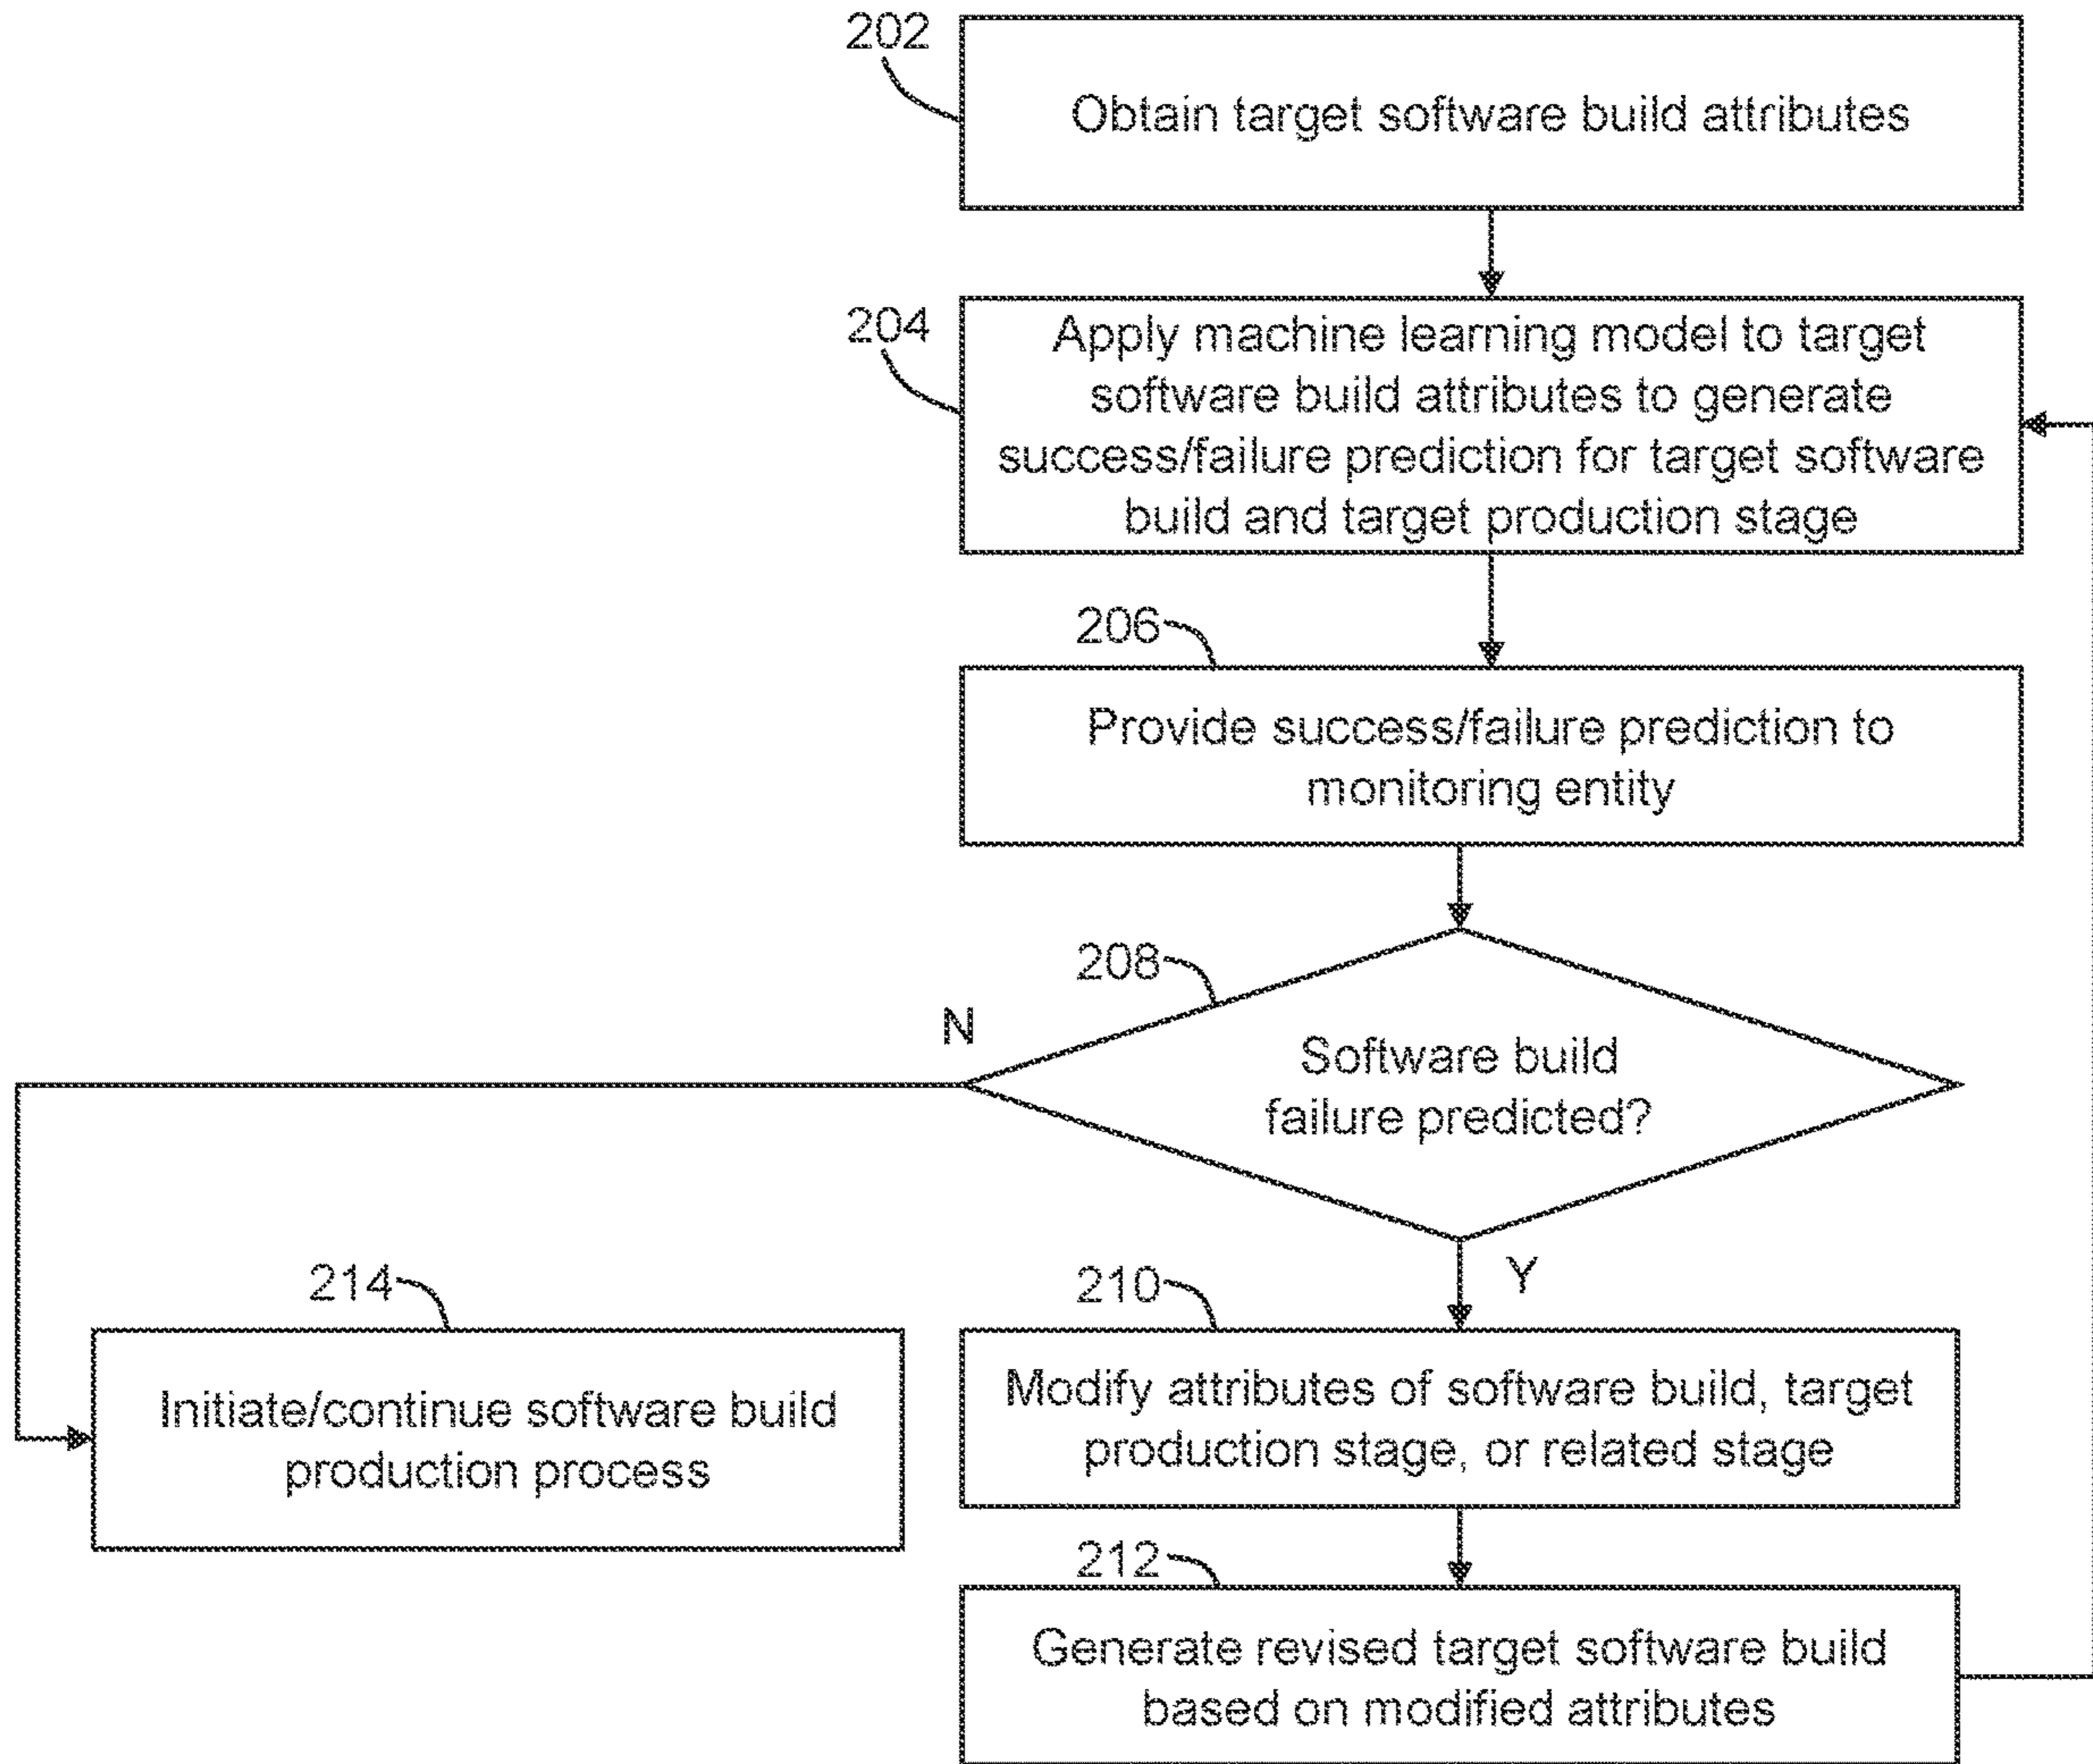 202
Obtain target software build attributes
204
Apply machine learning model to target
software build attributes to generate
success/failure prediction for target software
build and target production stage
206
Provide success/failure prediction to
monitoring entity
208
N
Software build
failure predicted?
Y
214
Initiate/continue software build
production process
210
Modify attributes of software build, target
production stage, or related stage
212
Generate revised target software build
based on modified attributes